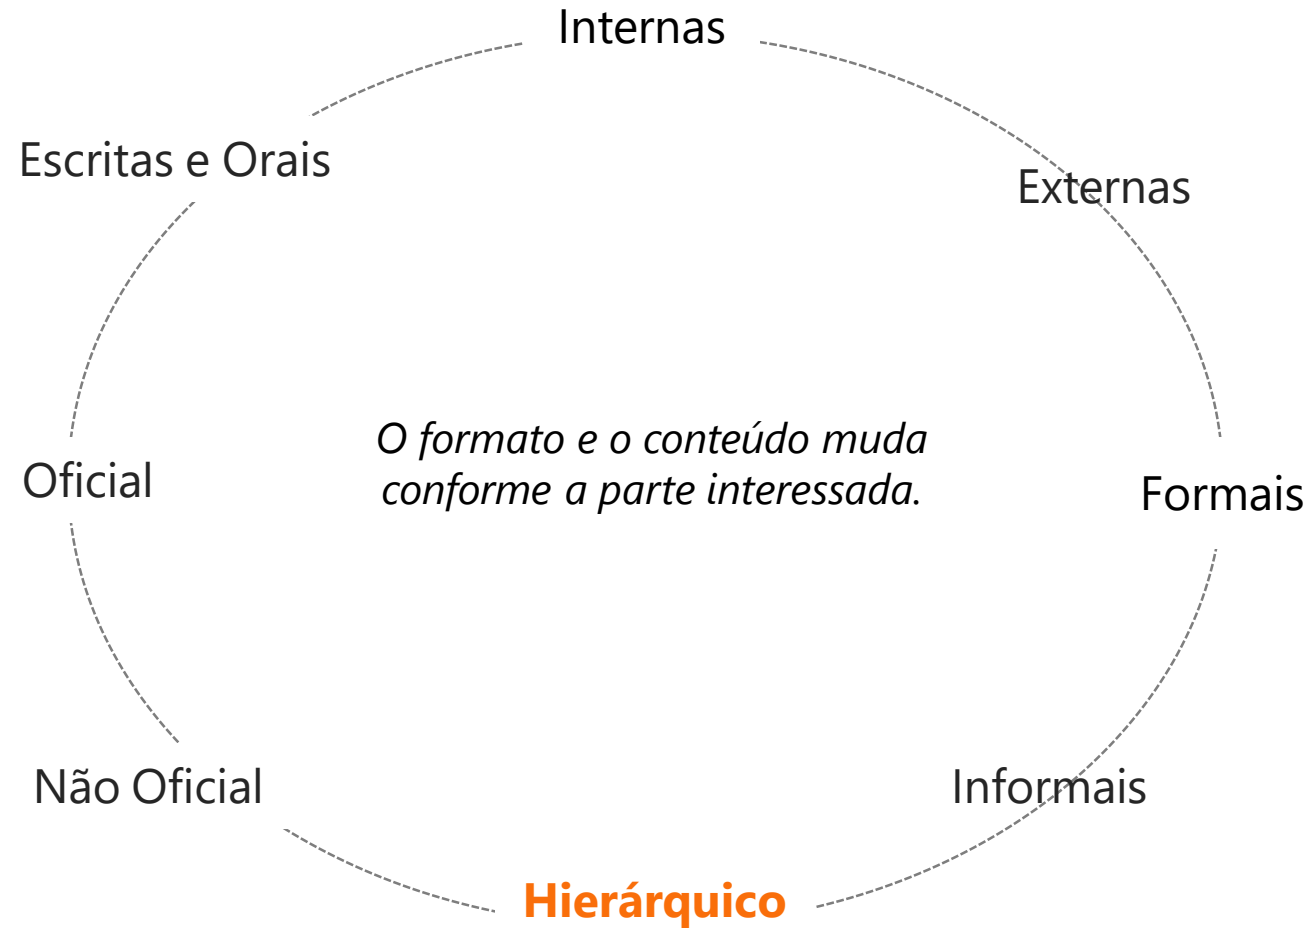 Internas
Escritas e Orais
Externas
O formato e o conteúdo muda
conforme a parte interessada.
Oficial
Formais
Não Oficial
Informais
Hierárquico